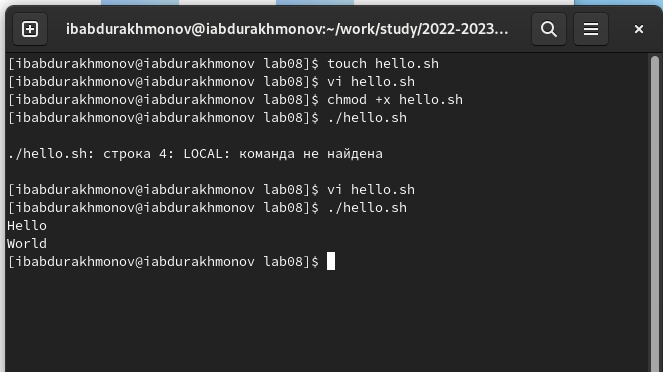 ibabdurakhmonov@iabdurakhmonov:~/work/study/2022-2023...
[ibabdurakhmonov@iabdurakhmonov lab08]$ touch hello.sh
[ibabdurakhmonov@iabdurakhmonov lab08]$ vi hello.sh
[ibabdurakhmonov@iabdurakhmonov lab08]$ chmod +x hello.sh
[ibabdurakhmonov@iabdurakhmonov lab08]$ ./hello.sh
./hello.sh: строка 4: LOCAL: команда не найдена
[ibabdurakhmonov@iabdurakhmonov lab08]$ vi hello.sh
[ibabdurakhmonov@iabdurakhmonov lab08]$ ./hello.sh
Hello
World
[ibabdurakhmonov@iabdurakhmonov lab08]$